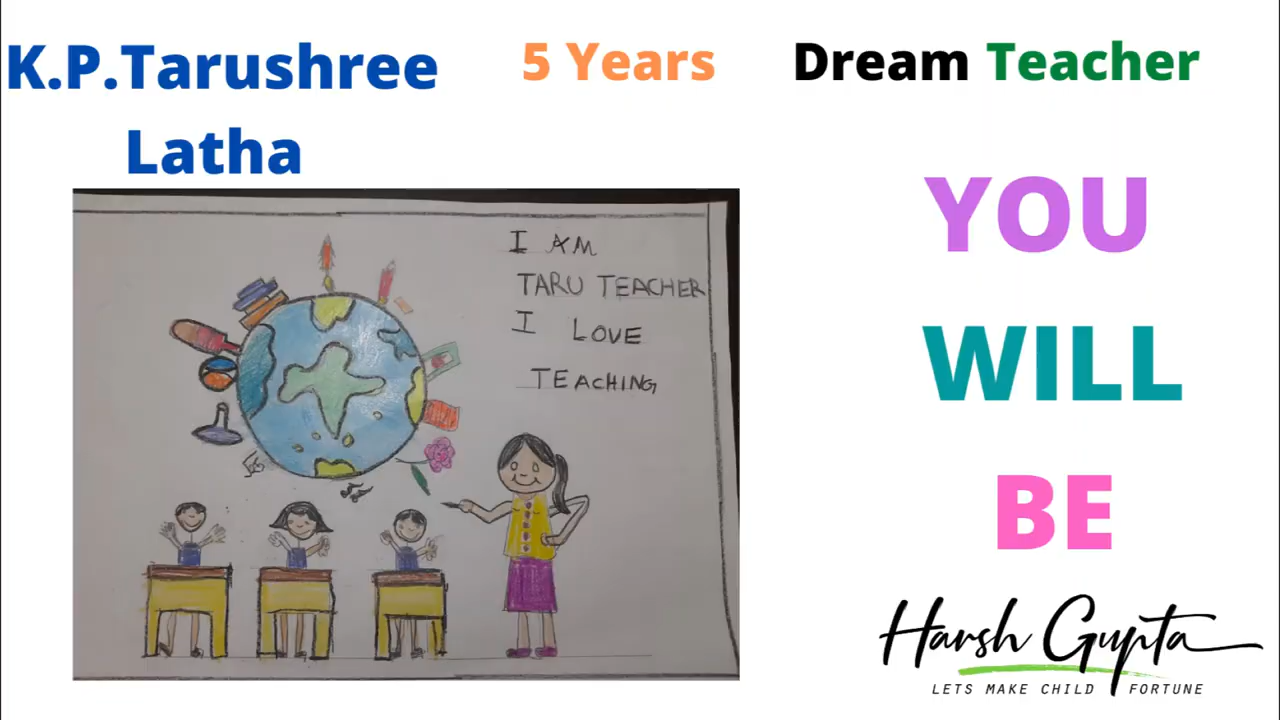 K.P.Tarushree
Latha
5 Years
Dream Teacher
I AM
TARU TEACHER
I LOVE
TEACHING
YOU
WILL
BE
Harsh Gupta
LETS MAKE CHILD FORTUNE